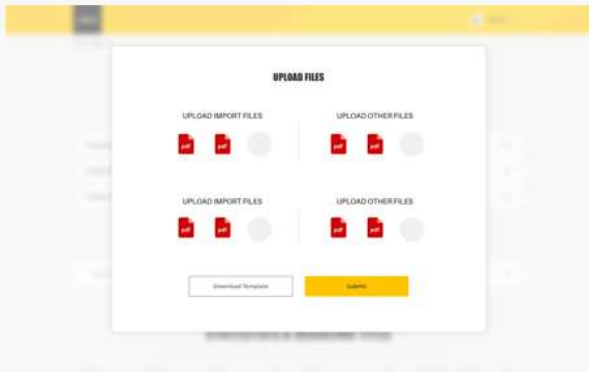 UPLOAD FILES
UPLOAD IMPORT FILES
UPLOAD OTHER FILES
pdf pdf
pdf pdf
UPLOAD IMPORT FILES
UPLOAD OTHER FILES
pdf pdf
pdf pdf
Download Template
Submit